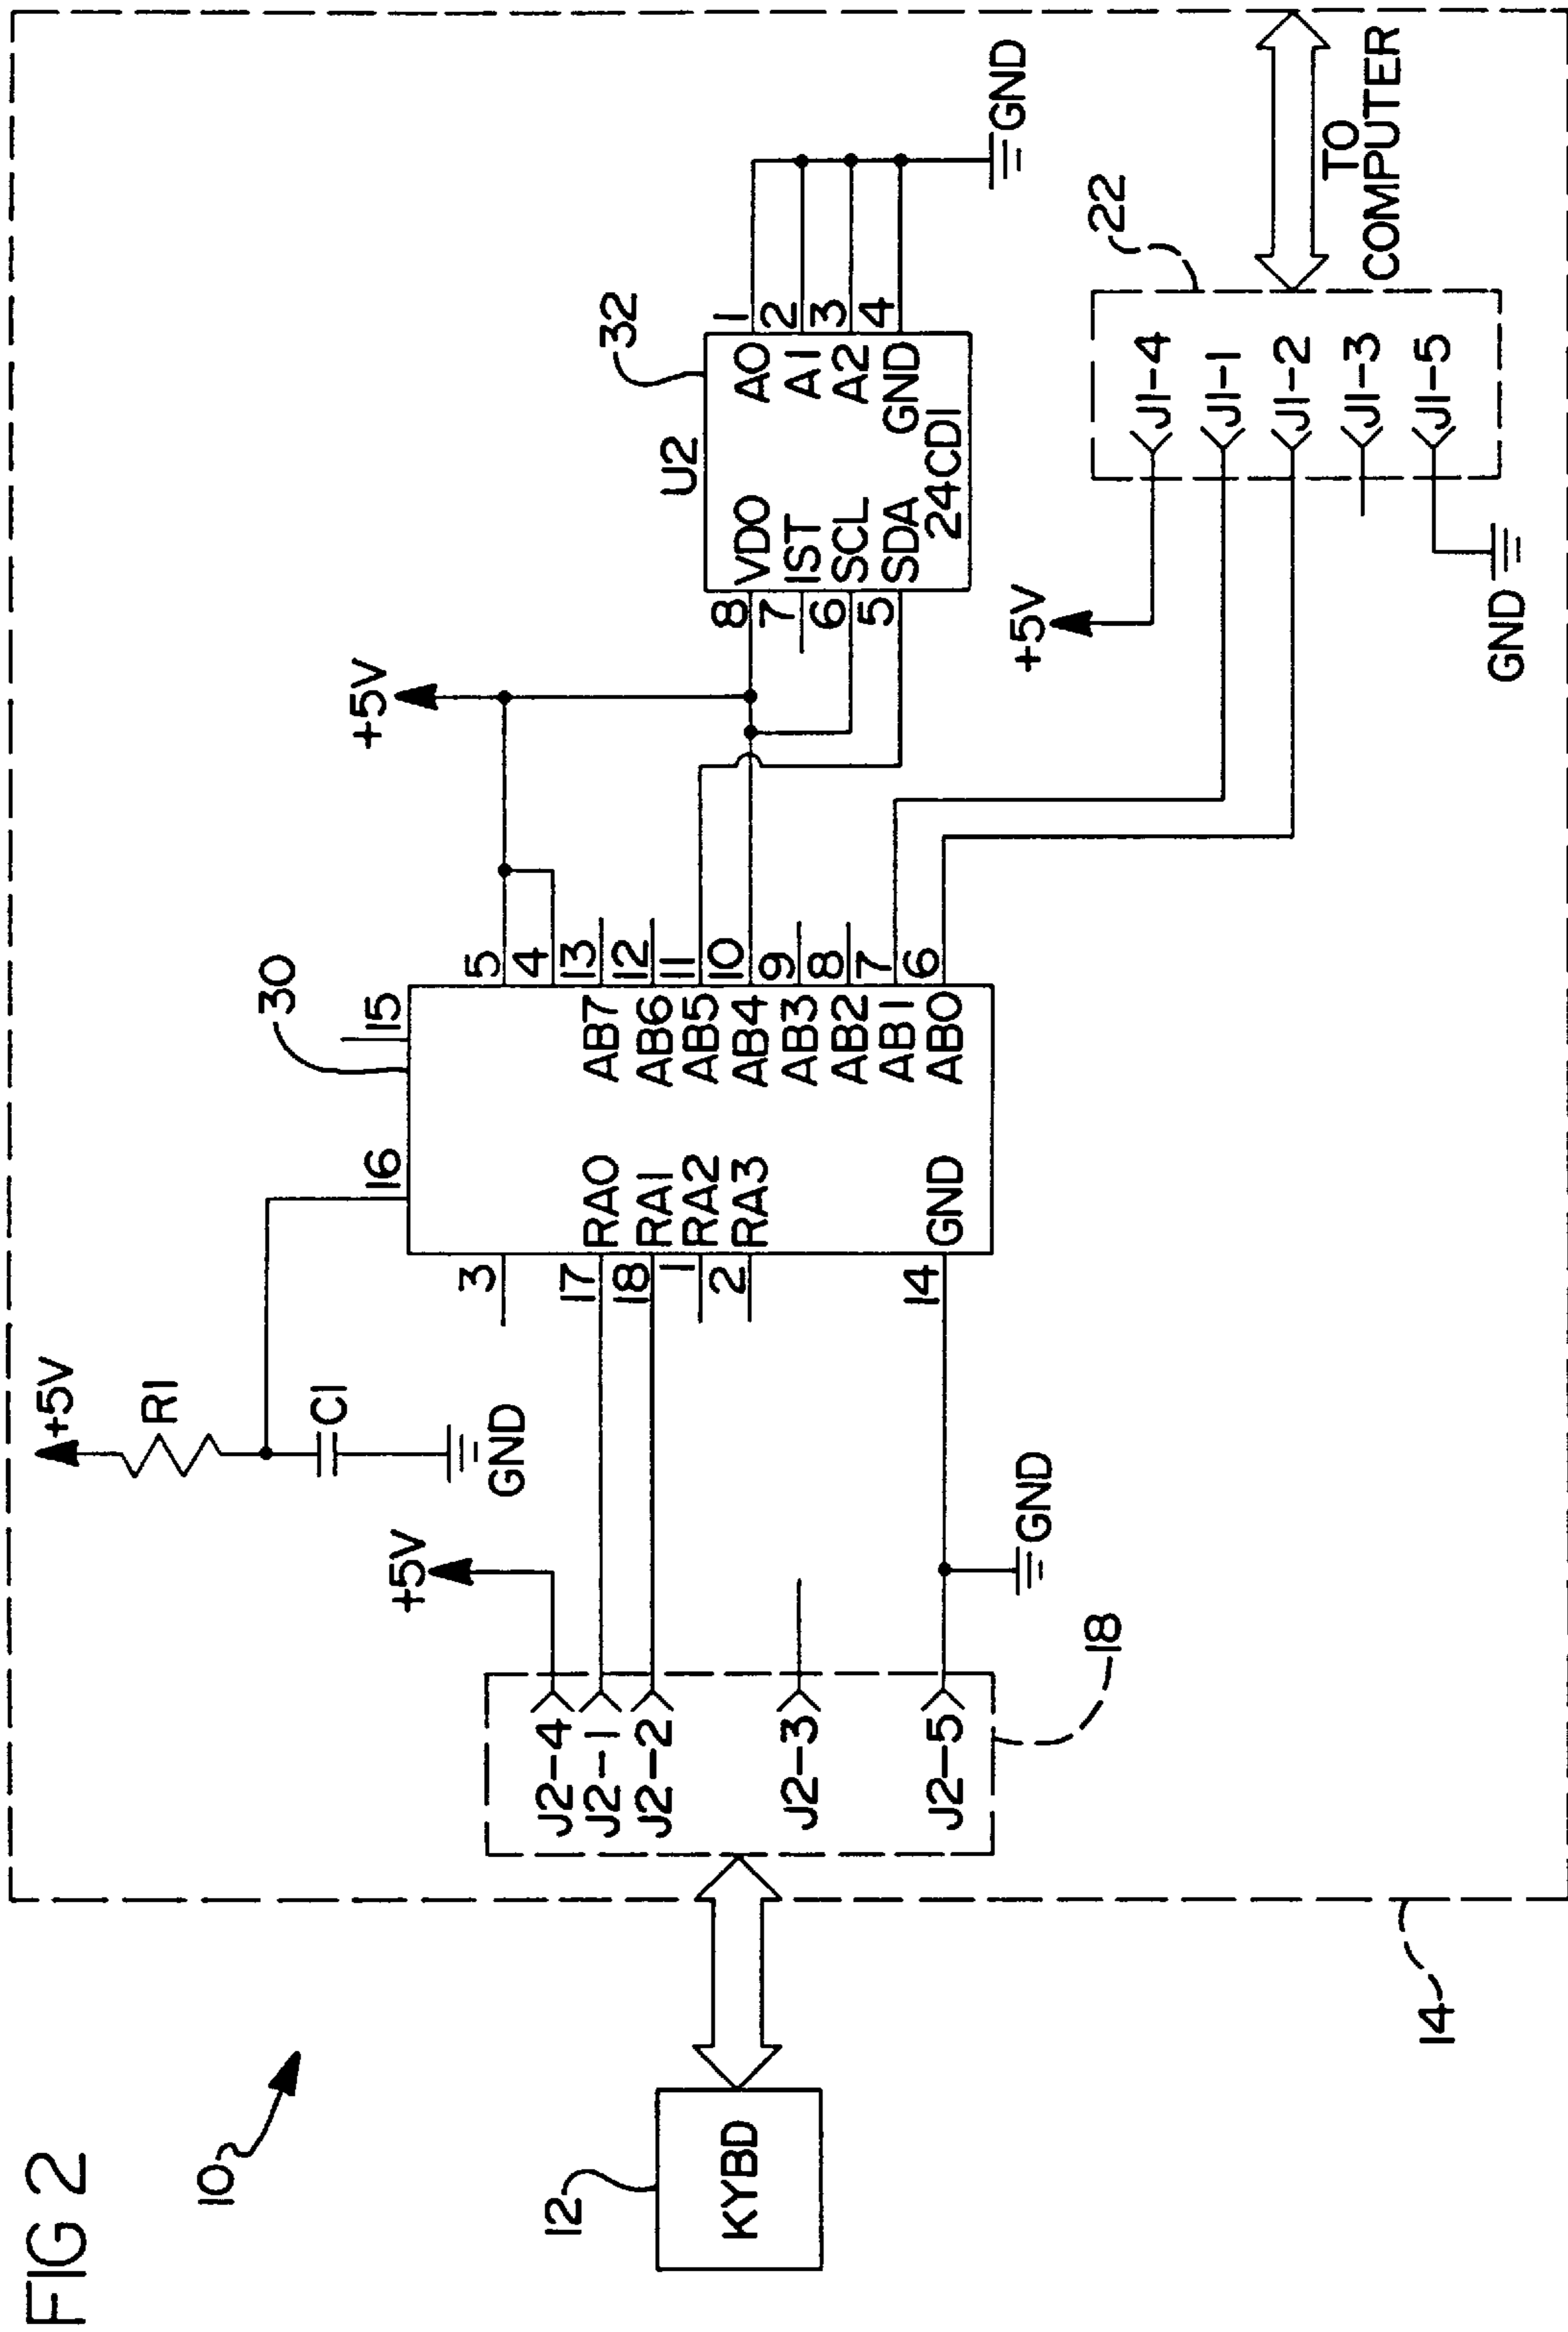 FIG 2
10
12
KYBD
14
18
J2-4
J2-1
J2-2
J2-3
J2-5
+5V
GND
+5V
R1
C1
GND
30
16
15
3
17
18
1
2
14
RA0
RA1
RA2
RA3
GND
AB7
AB6
AB5
AB4
AB3
AB2
AB1
AB0
5
4
13
12
11
10
9
8
7
6
+5V
U2
32
8
7
6
5
VDO
IST
SCL
SDA
A0
A1
A2
GND
24CD1
1
2
3
4
GND
+5V
GND
22
J1-4
J1-1
J1-2
J1-3
J1-5
TO
COMPUTER